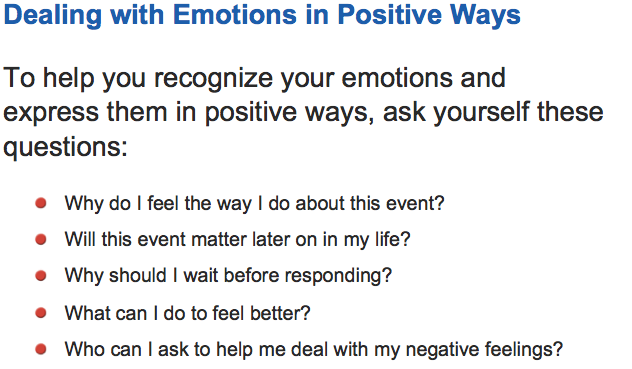 Dealing with Emotions in Positive Ways
To help you recognize your emotions and
express them in positive ways, ask yourself these
questions:
Why do I feel the way I do about this event?
Will this event matter later on in my life?
Why should I wait before responding?
What can I do to feel better?
Who can I ask to help me deal with my negative feelings?